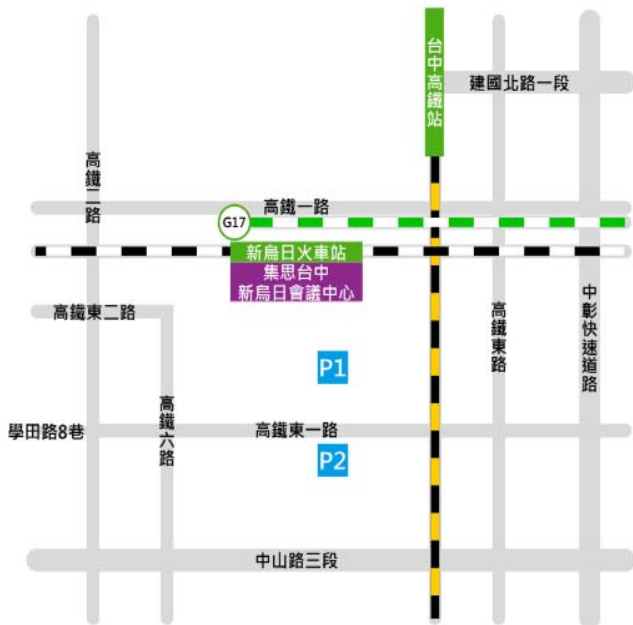 台中高鐵站
建國北路一段
高鐵二路
高鐵一路
G17
新烏日火車站
集思台中
新烏日會議中心
高鐵東二路
高鐵東路
中彰快速道路
P1
高鐵六路
學田路8巷
高鐵東一路
P2
中山路三段